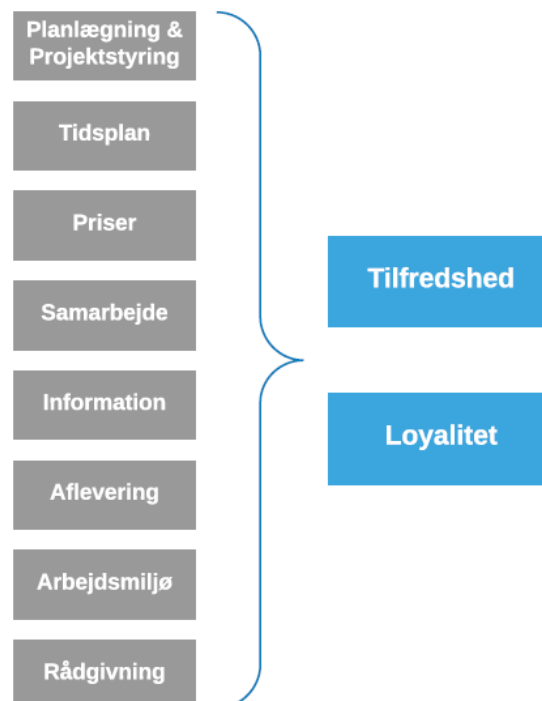 Planlægning &
Projektstyring
Tidsplan
Priser
Samarbejde
Information
Aflevering
Arbejdsmiljø
Rådgivning
Tilfredshed
Loyalitet